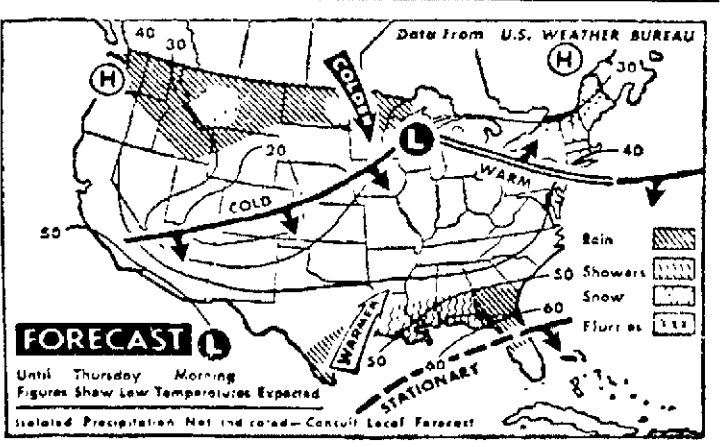 Data From U.S. WEATHER BUREAU
40
30
H
H
30
COLDER
L
20
40
WARM
COLD
50
Rain
50
Showers
Snow
60
Flurries
WARMER
FORECAST
L
50
60
STATIONARY
Until Thursday Morning
Figures Show Low Temperatures Expected
Isolated Precipitation Not Indicated—Consult Local Forecast